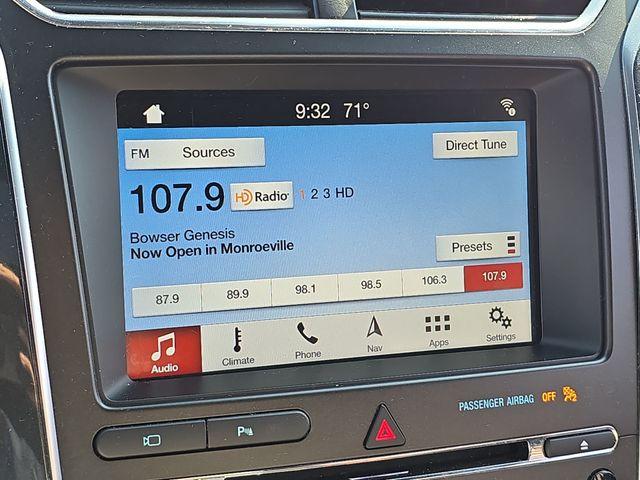 9:32 71°
FM Sources
Direct Tune
107.9 HD Radio 1 2 3 HD
Bowser Genesis
Now Open in Monroeville
Presets
87.9 89.9 98.1 98.5 106.3 107.9
Audio Climate Phone Nav Apps Settings
PASSENGER AIRBAG OFF 2
P